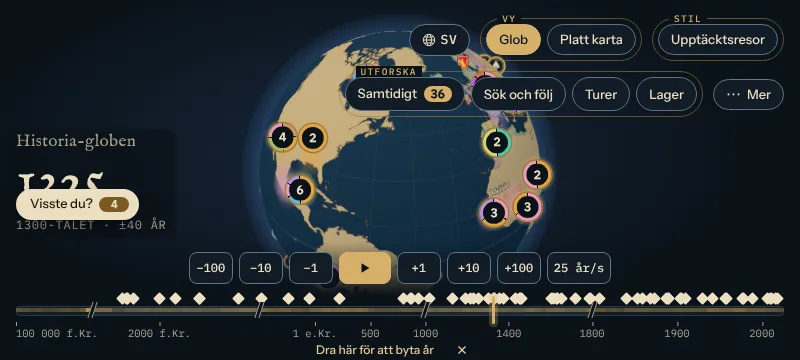 VY
STIL
SV
Glob
Platt karta
Upptäcktsresor
UTFORSKA
Samtidigt 36
Sök och följ
Turer
Lager
··· Mer
Historia-globen
4
2
2
2
6
3
3
1325
Visste du? 4
1300-TALET · ±40 ÅR
−100
−10
−1
+1
+10
+100
25 år/s
100 000 f.Kr.
2000 f.Kr.
1 e.Kr.
500
1000
1400
1800
1900
2000
Dra här för att byta år ×